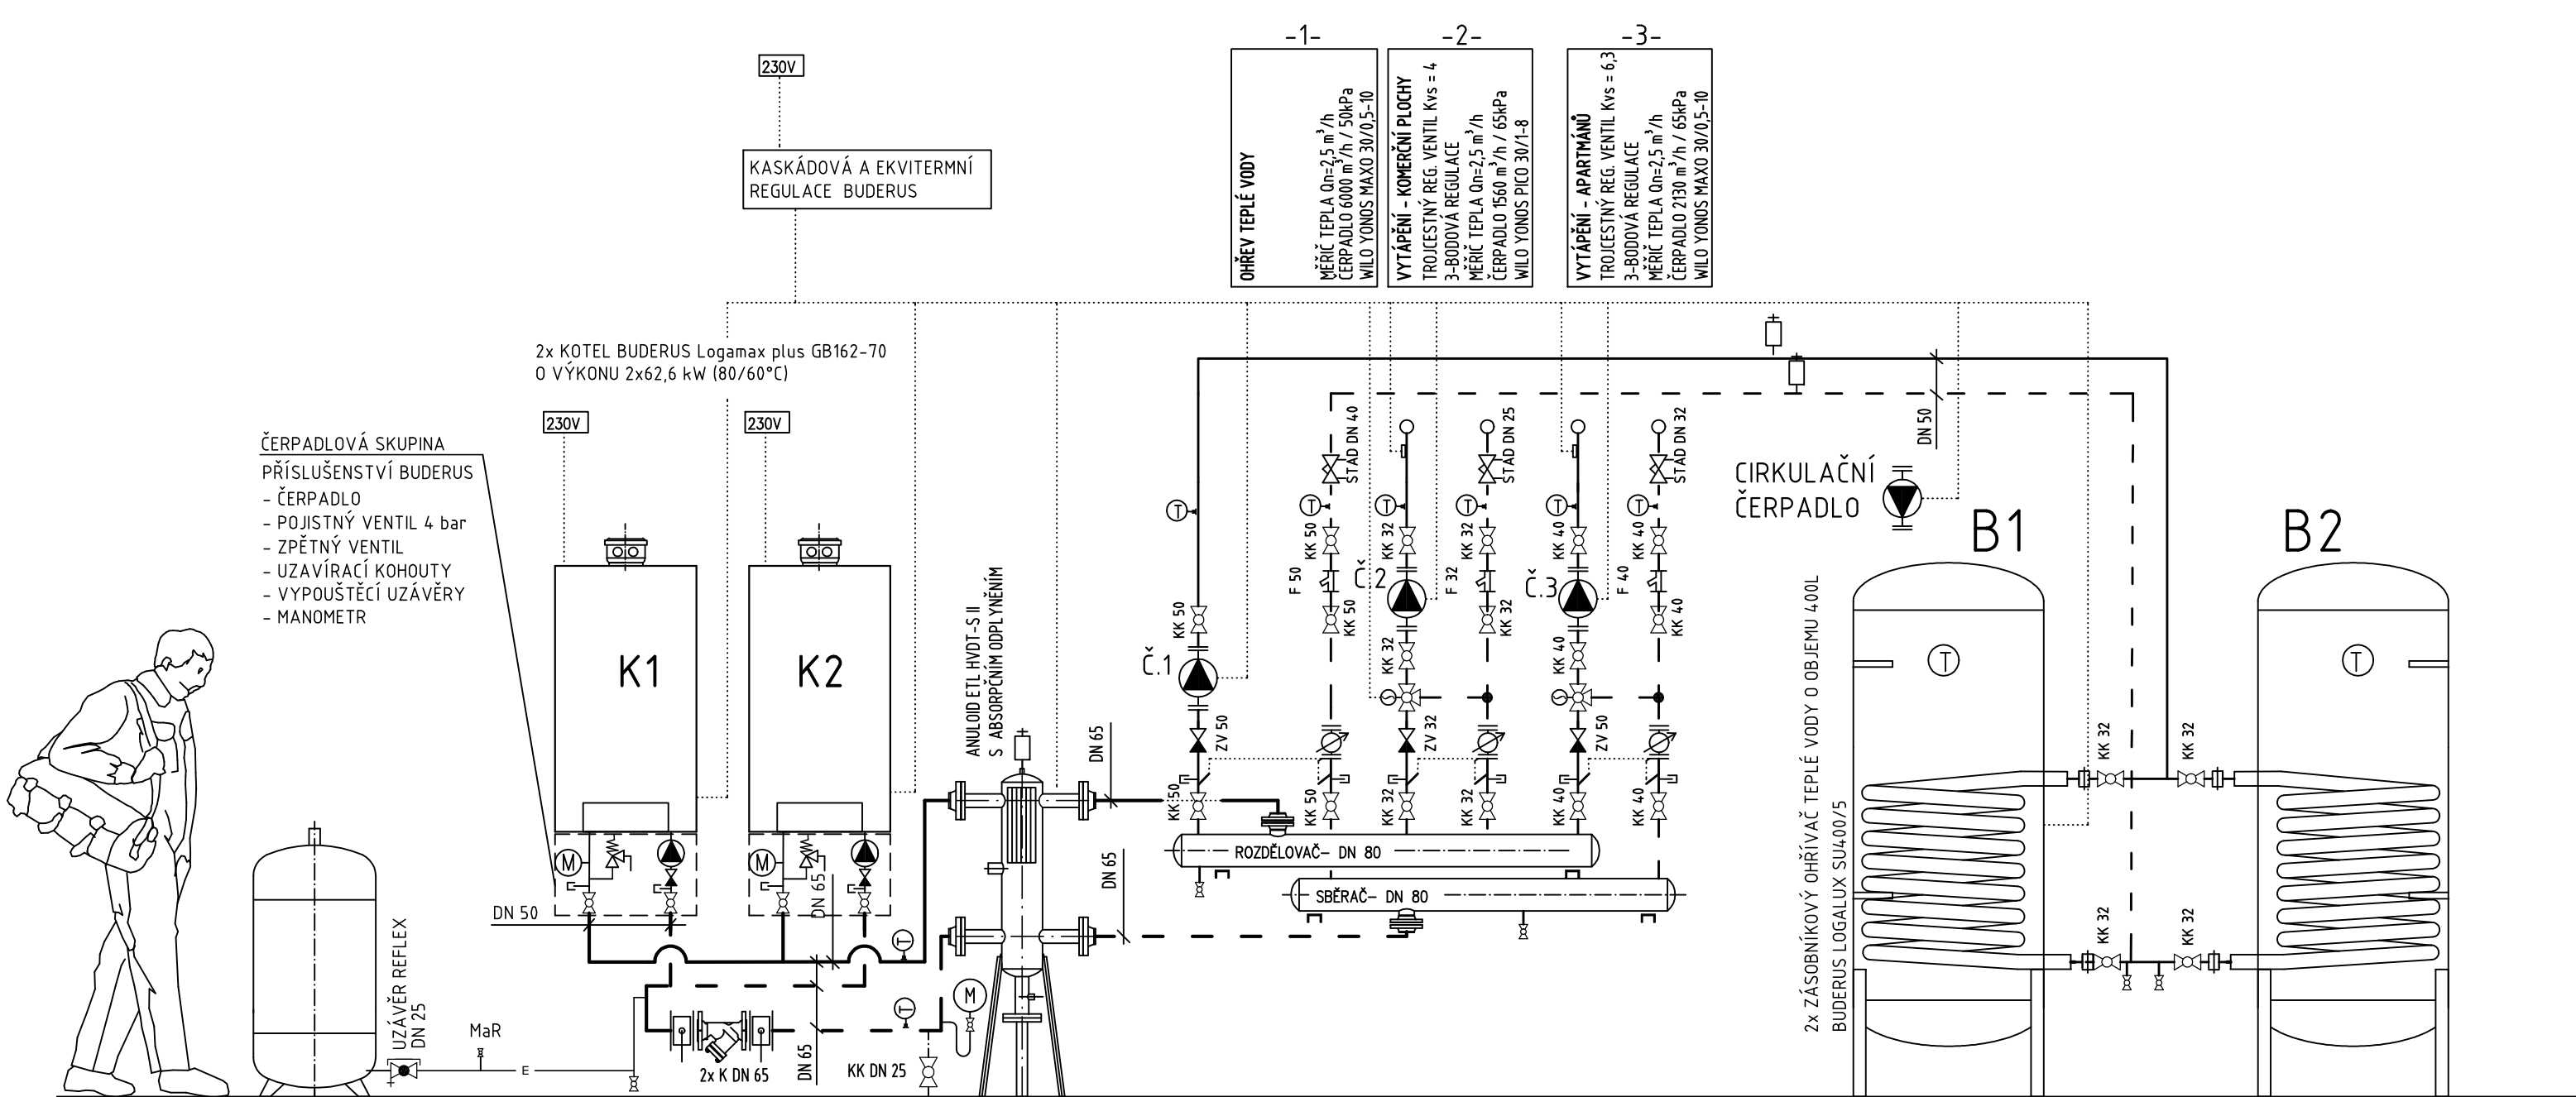 -1-
-2-
-3-
230V
KASKÁDOVÁ A EKVITERMNÍ
REGULACE BUDERUS
OHŘEV TEPLÉ VODY
MĚŘIČ TEPLA Qn=2,5 m³/h
ČERPADLO 6000 m³/h / 50kPa
WILO YONOS MAXO 30/0,5-10
VYTÁPĚNÍ - KOMERČNÍ PLOCHY
TROJCESTNÝ REG. VENTIL Kvs = 4
3-BODOVÁ REGULACE
MĚŘIČ TEPLA Qn=2,5 m³/h
ČERPADLO 1560 m³/h / 65kPa
WILO YONOS PICO 30/1-8
VYTÁPĚNÍ - APARTMÁNŮ
TROJCESTNÝ REG. VENTIL Kvs = 6,3
3-BODOVÁ REGULACE
MĚŘIČ TEPLA Qn=2,5 m³/h
ČERPADLO 2130 m³/h / 65kPa
WILO YONOS MAXO 30/0,5-10
2x KOTEL BUDERUS Logamax plus GB162-70
O VÝKONU 2x62,6 kW (80/60°C)
230V
230V
ČERPADLOVÁ SKUPINA
PŘÍSLUŠENSTVÍ BUDERUS
- ČERPADLO
- POJISTNÝ VENTIL 4 bar
- ZPĚTNÝ VENTIL
- UZAVÍRACÍ KOHOUTY
- VYPOUŠTĚCÍ UZÁVĚRY
- MANOMETR
K1
K2
M
M
DN 50
DN 65
ANULOID ETL HVDT-S II
S ABSORPČNÍM ODPLYNĚNÍM
DN 65
DN 65
STAD DN 40
STAD DN 25
STAD DN 32
DN 50
CIRKULAČNÍ
ČERPADLO
B1
B2
T
T
T
T
T
T
T
T
KK 50
KK 32
KK 32
KK 40
KK 40
F 50
Č.2
F 32
Č.3
F 40
KK 50
KK 50
KK 32
KK 40
Č.1
KK 32
KK 40
ZV 50
ZV 32
ZV 50
KK 50
KK 50
KK 32
KK 32
KK 40
KK 40
ROZDĚLOVAČ- DN 80
SBĚRAČ- DN 80
2x ZÁSOBNÍKOVÝ OHŘÍVAČ TEPLÉ VODY O OBJEMU 400L
BUDERUS LOGALUX SU400/5
KK 32
KK 32
KK 32
KK 32
T
T
M
UZÁVĚR REFLEX
DN 25
MaR
E
2x K DN 65
DN 65
KK DN 25